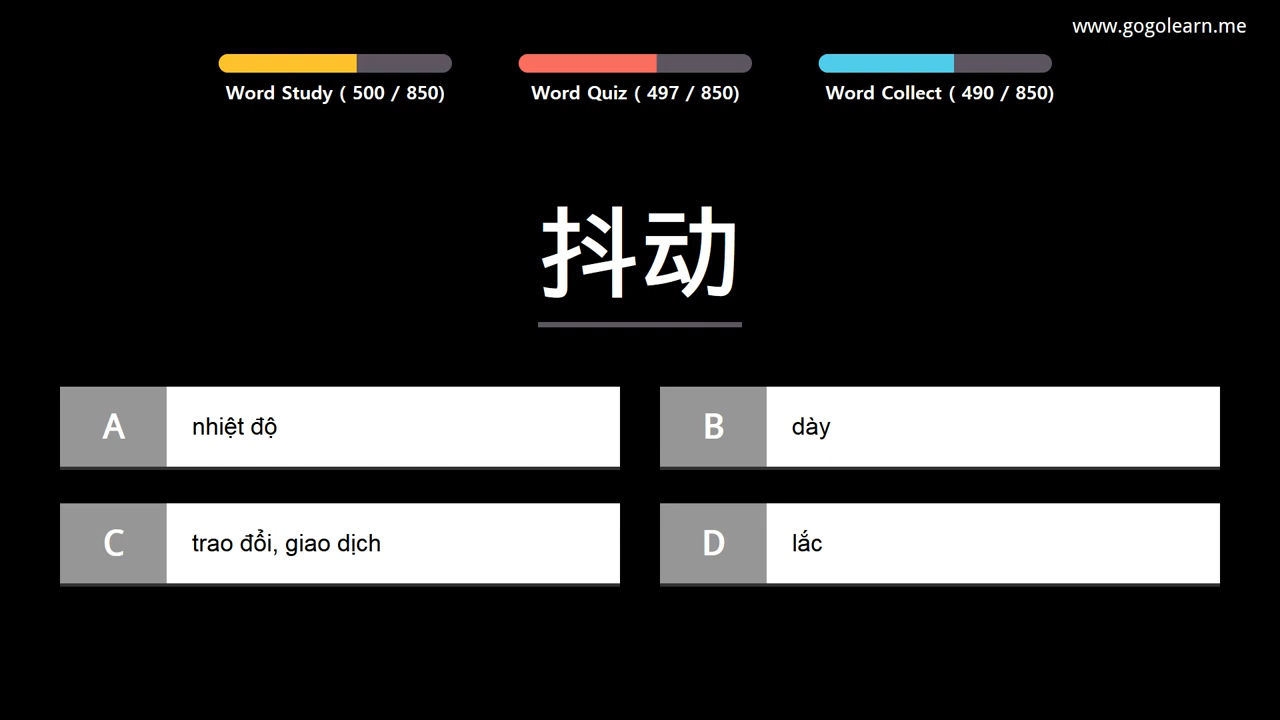 www.gogolearn.me
Word Study ( 500 / 850)
Word Quiz ( 497 / 850)
Word Collect ( 490 / 850)
抖动
A nhiệt độ
B dày
C trao đổi, giao dịch
D lắc